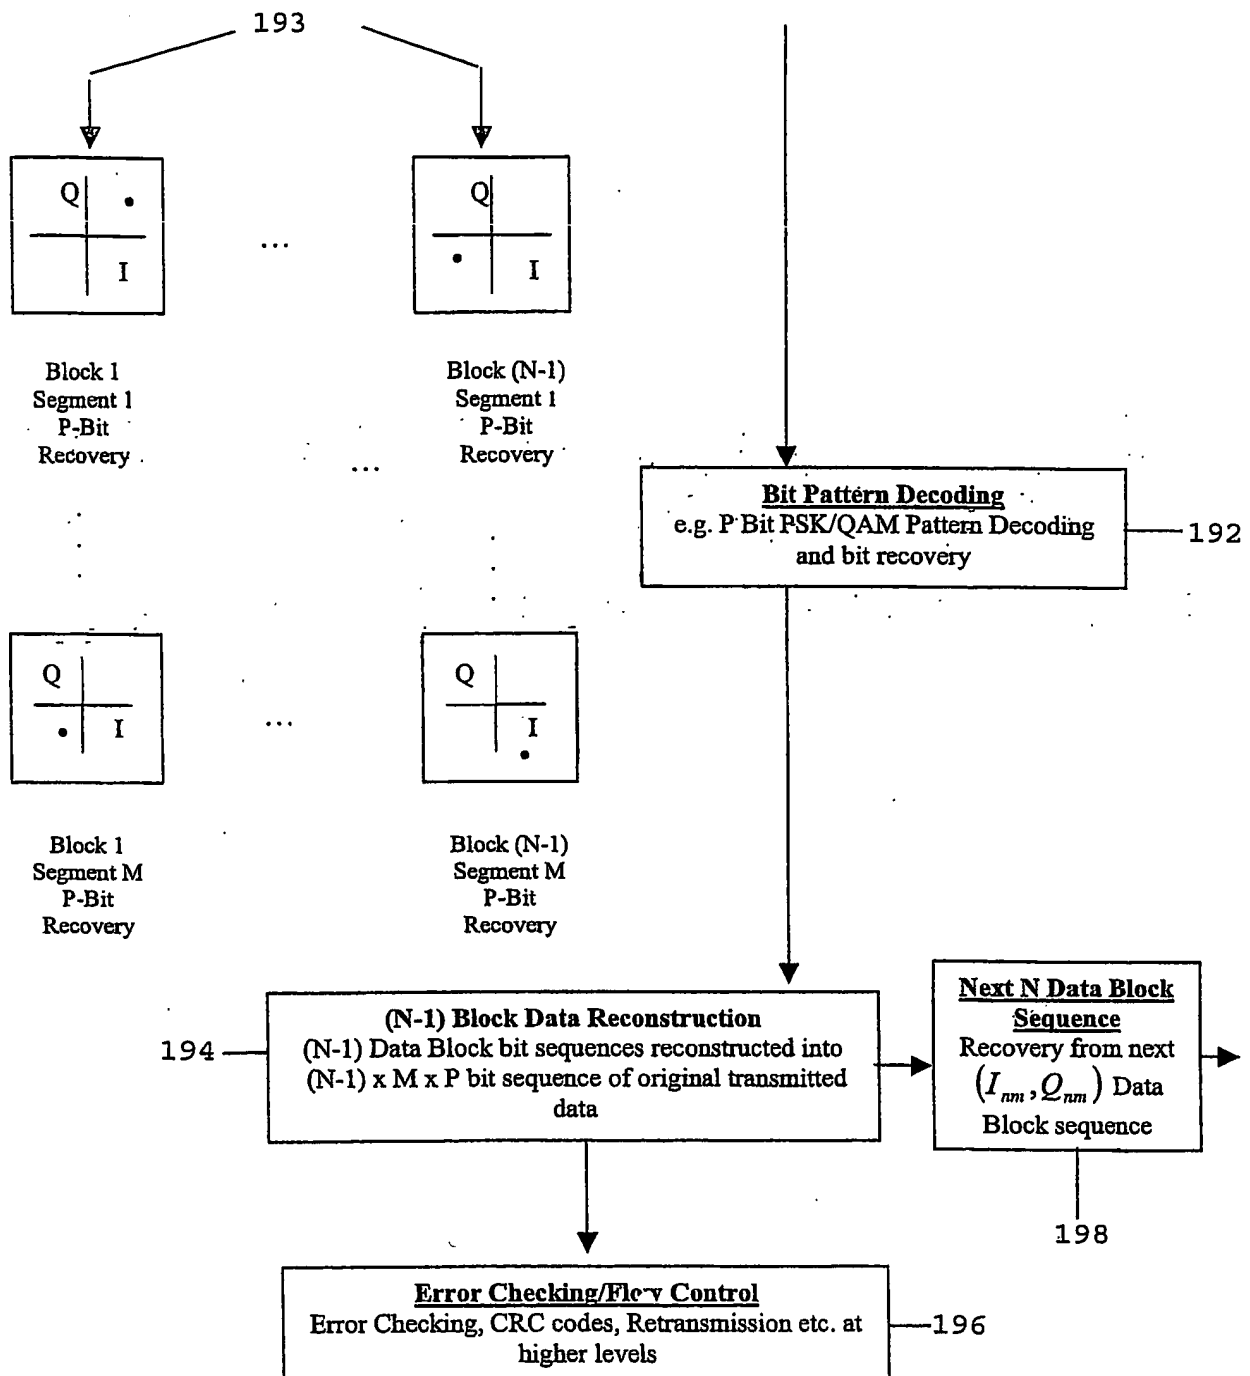 193
Q
I
...
Q
I
Block 1
Segment 1
P-Bit
Recovery
Block (N-1)
Segment 1
P-Bit
Recovery
...
Bit Pattern Decoding
e.g. P Bit PSK/QAM Pattern Decoding
and bit recovery
192
Q
I
...
Q
I
Block 1
Segment M
P-Bit
Recovery
Block (N-1)
Segment M
P-Bit
Recovery
194
(N-1) Block Data Reconstruction
(N-1) Data Block bit sequences reconstructed into
(N-1) x M x P bit sequence of original transmitted
data
Next N Data Block
Sequence
Recovery from next
(I_{nm}, Q_{nm}) Data
Block sequence
198
Error Checking/Flow Control
Error Checking, CRC codes, Retransmission etc. at
higher levels
196